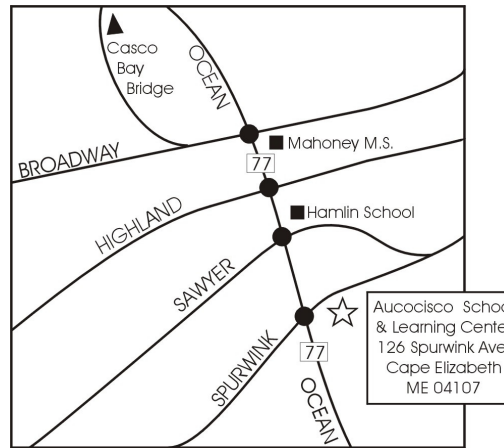 Casco
Bay
Bridge
OCEAN
BROADWAY
Mahoney M.S.
77
HIGHLAND
Hamlin School
SAWYER
SPURWINK
77
OCEAN
Aucocisco Schoo
& Learning Cente
126 Spurwink Ave
Cape Elizabeth
ME 04107